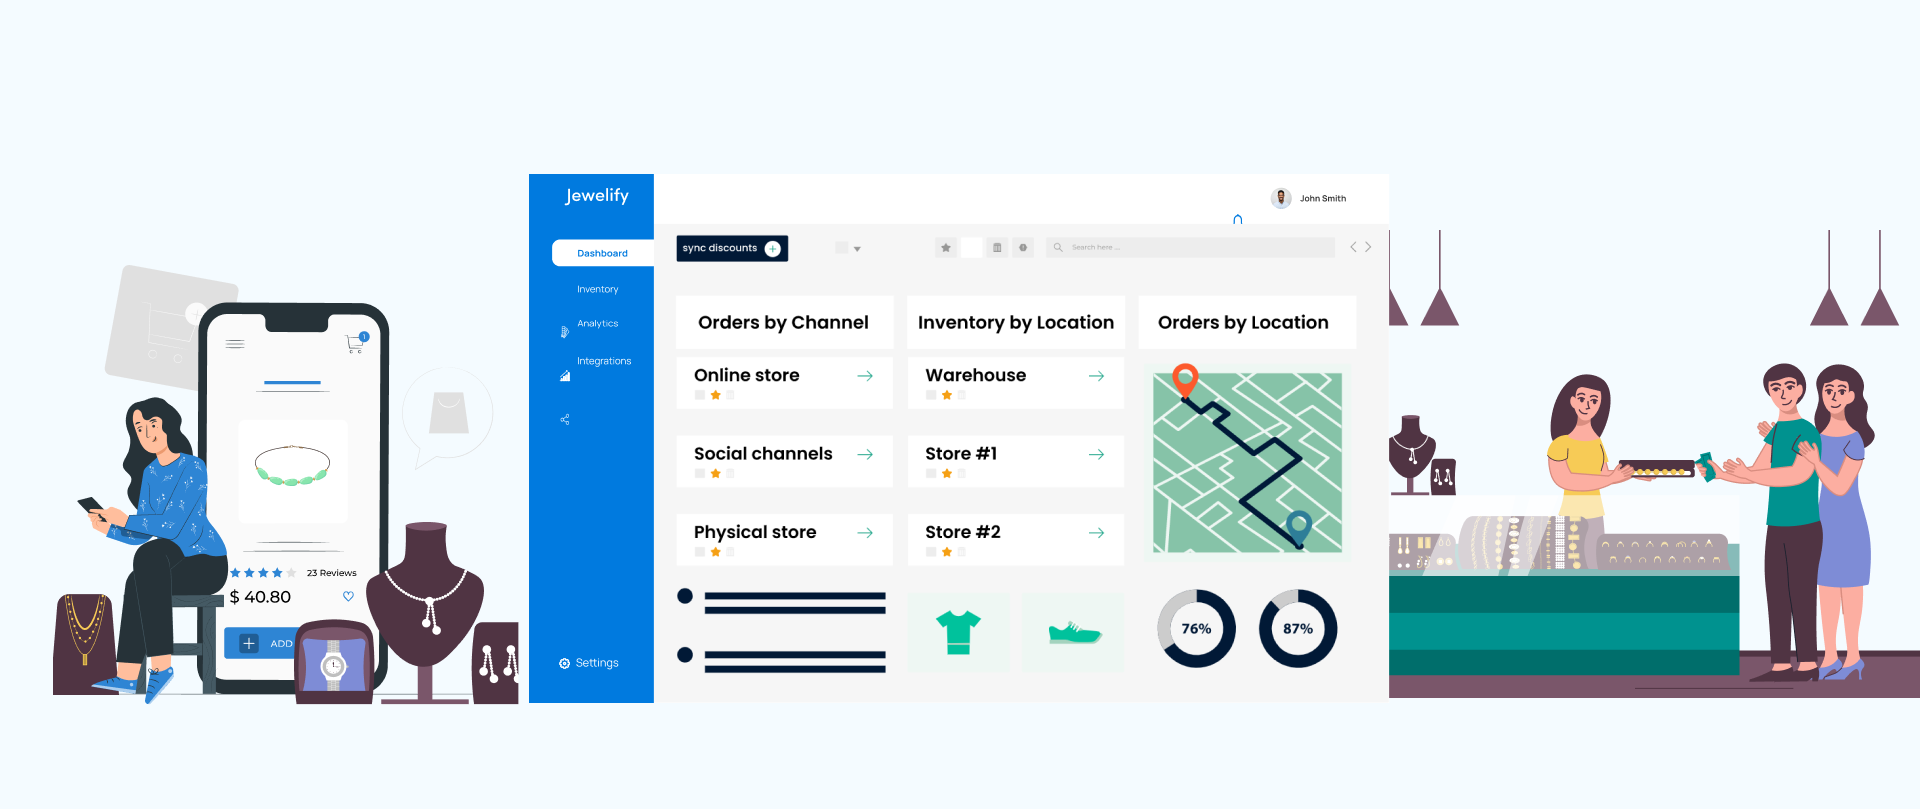 1
23 Reviews
$ 40.80
ADD
Jewelify
Dashboard
Inventory
Analytics
Integrations
Settings
John Smith
sync discounts
Search here ...
Orders by Channel
Online store
Social channels
Physical store
Inventory by Location
Warehouse
Store #1
Store #2
Orders by Location
76%
87%